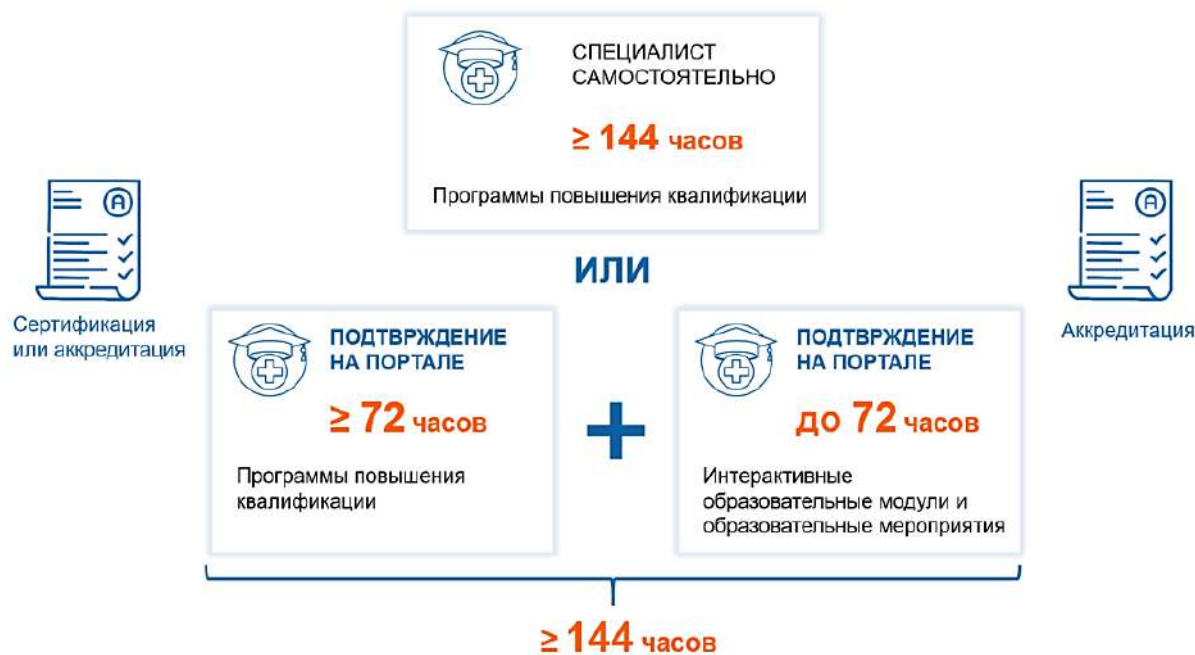 СПЕЦИАЛИСТ
САМОСТОЯТЕЛЬНО
≥ 144 часов
Программы повышения квалификации
ИЛИ
Сертификация
или аккредитация
ПОДТВРЖДЕНИЕ
НА ПОРТАЛЕ
≥ 72 часов
Программы повышения
квалификации
+
ПОДТВРЖДЕНИЕ
НА ПОРТАЛЕ
до 72 часов
Интерактивные
образовательные модули и
образовательные мероприятия
Аккредитация
≥ 144 часов